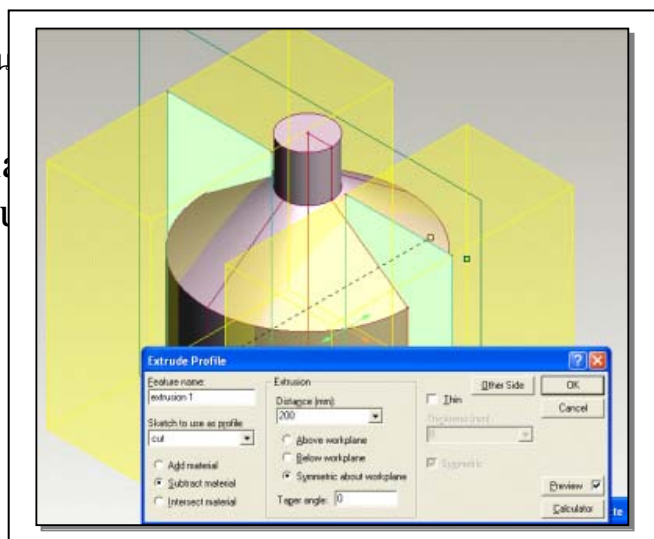 Extrude Profile
Feature name:
extrusion 1
Sketch to use as profile
cut
Add material
Subtract material
Intersect material
Extrusion
Distance (mm)
200
Above workplane
Below workplane
Symmetric about workplane
Taper angle: 0
Other Side
Thin
Thickness (mm)
Symmetric
OK
Cancel
Preview
Calculator